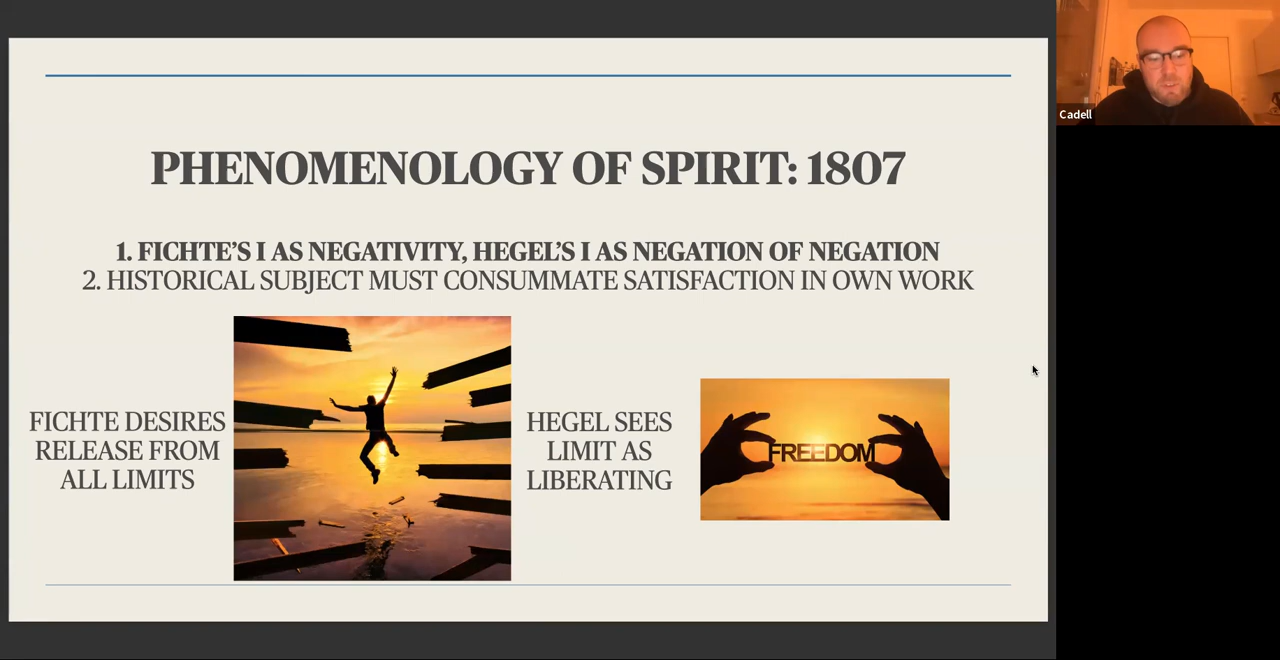 PHENOMENOLOGY OF SPIRIT: 1807
1. FICHTE’S I AS NEGATIVITY, HEGEL’S I AS NEGATION OF NEGATION
2. HISTORICAL SUBJECT MUST CONSUMMATE SATISFACTION IN OWN WORK
FICHTE DESIRES
RELEASE FROM
ALL LIMITS
HEGEL SEES
LIMIT AS
LIBERATING
FREEDOM
Cadell